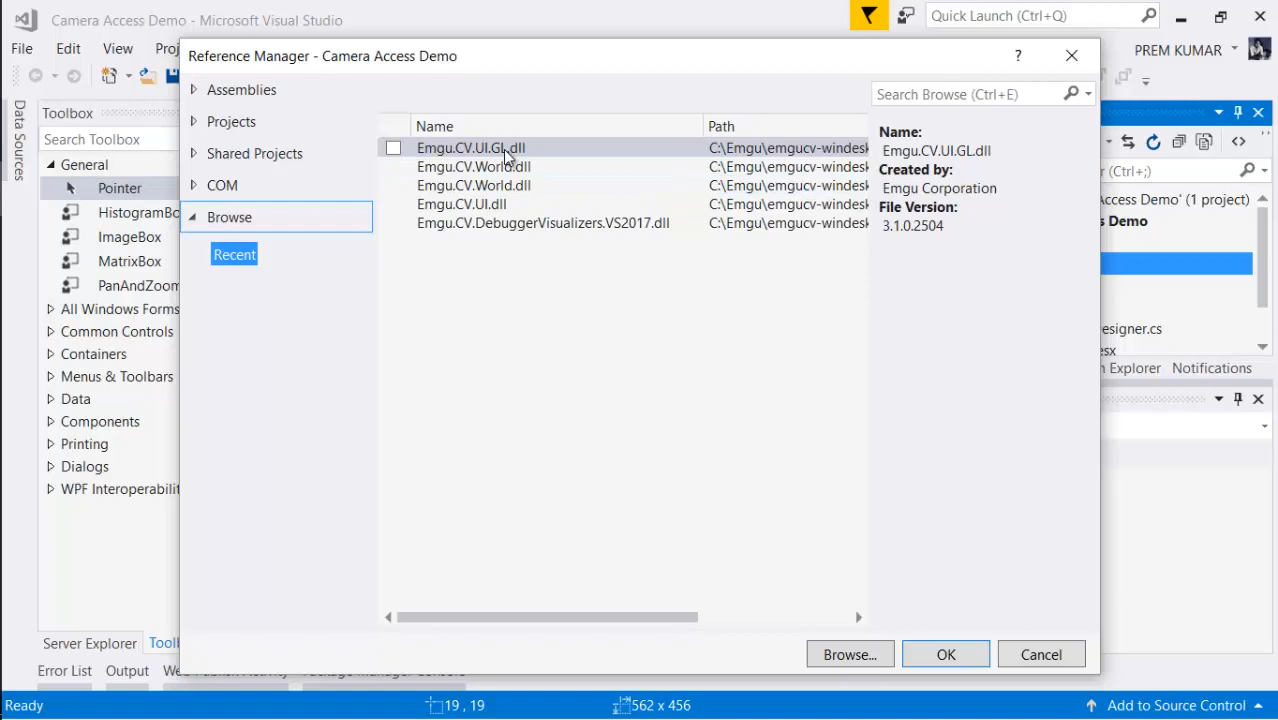 Camera Access Demo - Microsoft Visual Studio
Quick Launch (Ctrl+Q)
File Edit View
PREM KUMAR
Reference Manager - Camera Access Demo
?
Data Sources
Toolbox
Search Toolbox
General
Pointer
ImageBox
MatrixBox
All Windows Forms
Common Controls
Containers
Menus & Toolbars
Data
Components
Printing
Dialogs
WPF
Server Explorer
Assemblies
Projects
Shared Projects
COM
Browse
Recent
Name Path
Emgu.CV.UI.GL.dll C:\Emgu\emgucv-windesk
Emgu.CV.World.dll C:\Emgu\emgucv-windesk
Emgu.CV.World.dll C:\Emgu\emgucv-windesk
Emgu.CV.UI.dll C:\Emgu\emgucv-windesk
Emgu.CV.DebuggerVisualizers.VS2017.dll C:\Emgu\emgucv-windesk
Search Browse (Ctrl+E)
Name:
Emgu.CV.UI.GL.dll
Created by:
Emgu Corporation
File Version:
3.1.0.2504
Browse... OK Cancel
(Ctrl+;)
Access Demo' (1 project)
Demo
esigner.cs
esx
Explorer Notifications
Error List Output
Ready 19 , 19 562 x 456 Add to Source Control